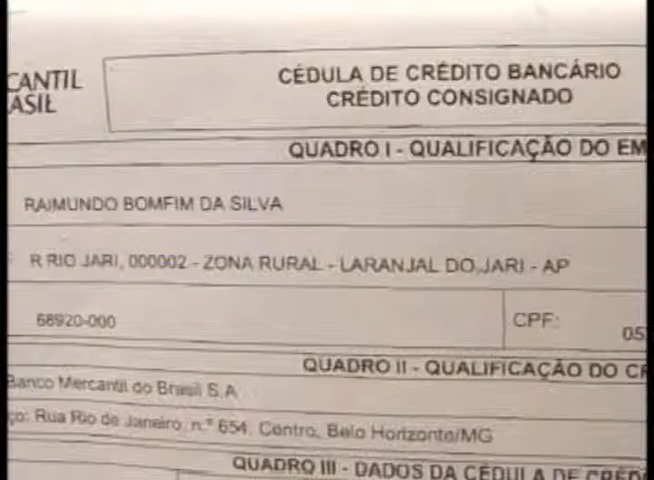 CANTIL
ASIL
CÉDULA DE CRÉDITO BANCÁRIO
CRÉDITO CONSIGNADO
QUADRO I - QUALIFICAÇÃO DO EM
RAIMUNDO BOMFIM DA SILVA
R RIO JARI, 000002 - ZONA RURAL - LARANJAL DO JARI - AP
68920-000
CPF: 05
QUADRO II - QUALIFICAÇÃO DO CR
Banco Mercantil do Brasil S.A
ço: Rua Rio de Janeiro, n.º 654, Centro, Belo Horizonte/MG
QUADRO III - DADOS DA CÉDULA DE CRÉD